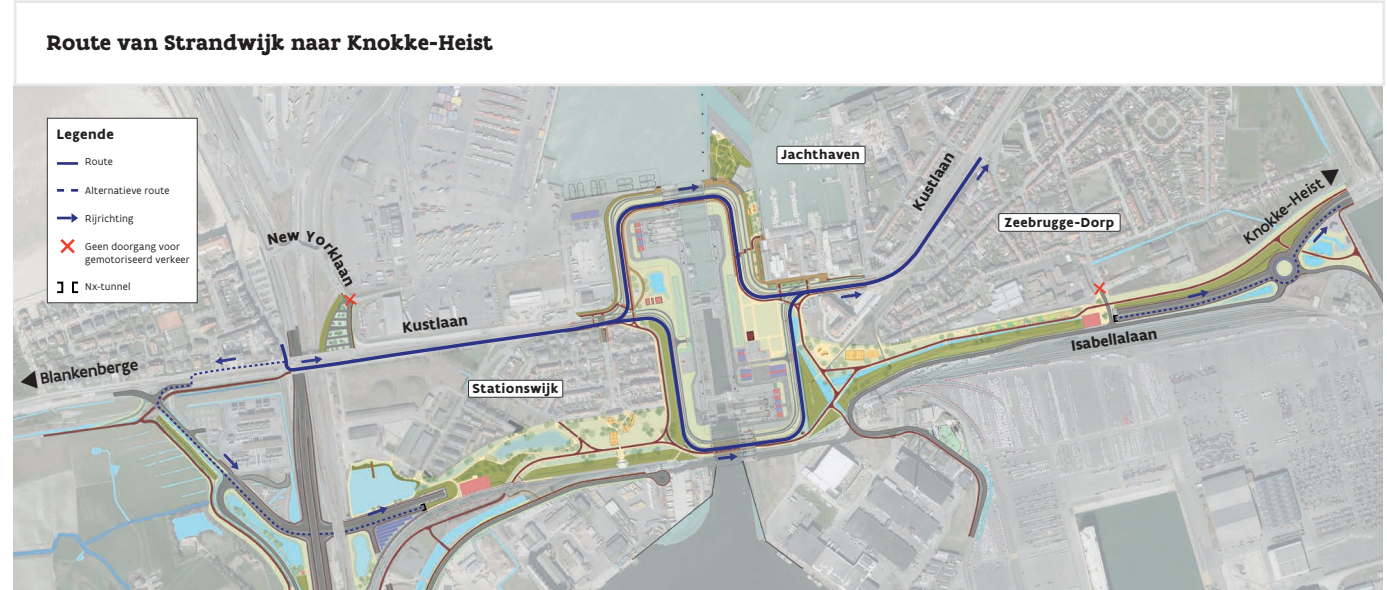 Route van Strandwijk naar Knokke-Heist
Legende
Route
Alternatieve route
Rijrichting
Geen doorgang voor
gemotoriseerd verkeer
Nx-tunnel
Jachthaven
Kustlaan
Knokke-Heist
Zeebrugge-Dorp
New Yorklaan
Kustlaan
Isabellalaan
Blankenberge
Stationswijk